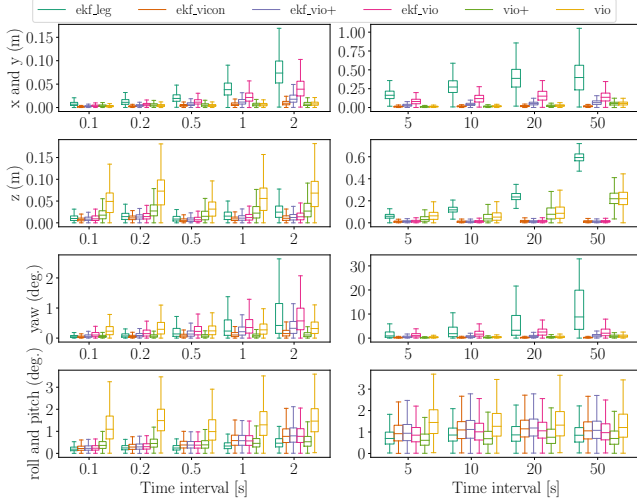 ekf_leg ekf_vicon ekf_vio+ ekf_vio vio+ vio
x and y (m)
0.15
0.10
0.05
0.00
0.1 0.2 0.5 1 2
1.00
0.75
0.50
0.25
0.00
5 10 20 50
z (m)
0.15
0.10
0.05
0.00
0.1 0.2 0.5 1 2
0.6
0.4
0.2
0.0
5 10 20 50
yaw (deg.)
2
1
0
0.1 0.2 0.5 1 2
30
20
10
0
5 10 20 50
roll and pitch (deg.)
3
2
1
0
0.1 0.2 0.5 1 2
Time interval [s]
3
2
1
0
5 10 20 50
Time interval [s]